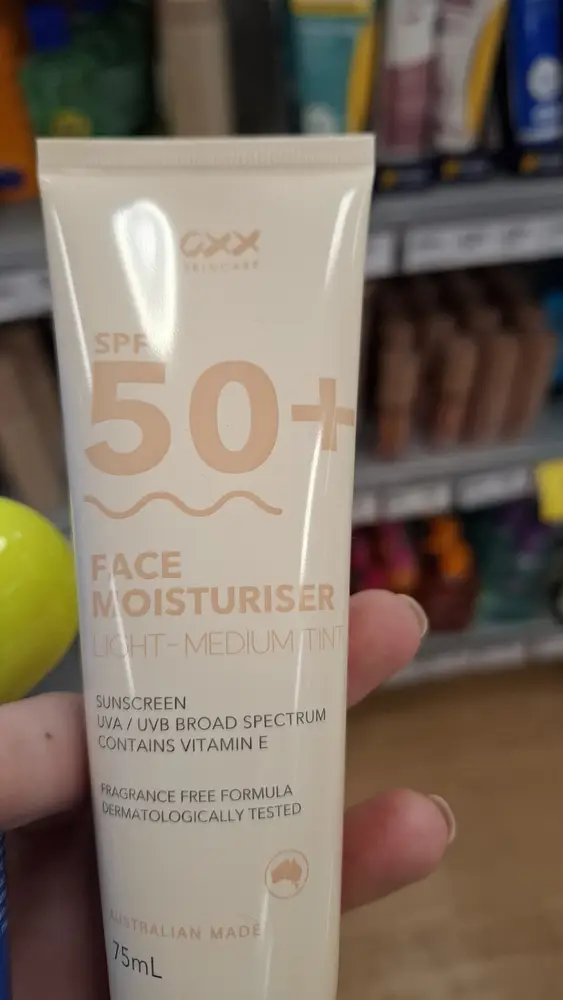 OXX
SKINCARE
SPF
50+
FACE
MOISTURISER
LIGHT-MEDIUM TINT
SUNSCREEN
UVA / UVB BROAD SPECTRUM
CONTAINS VITAMIN E
FRAGRANCE FREE FORMULA
DERMATOLOGICALLY TESTED
AUSTRALIAN MADE
75mL